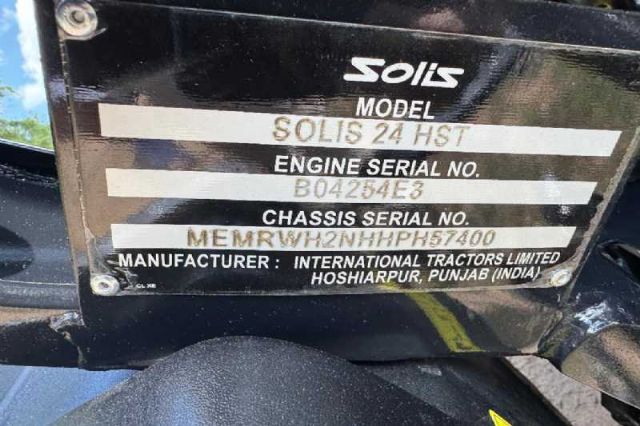 Solis
MODEL
SOLIS 24 HST
ENGINE SERIAL NO.
B04254E3
CHASSIS SERIAL NO.
MEMRWH2NHHPH57400
MANUFACTURER : INTERNATIONAL TRACTORS LIMITED
HOSHIARPUR, PUNJAB (INDIA)